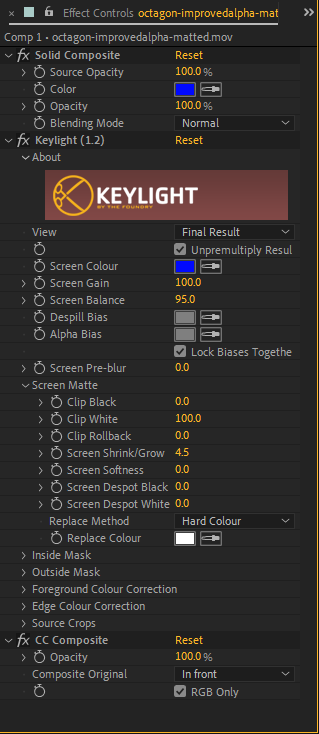 Effect Controls octagon-improvedalpha-mat
Comp 1 • octagon-improvedalpha-matted.mov
fx Solid Composite Reset
Source Opacity 100.0 %
Color
Opacity 100.0 %
Blending Mode Normal
fx Keylight (1.2) Reset
About
KEYLIGHT
BY THE FOUNDRY
View Final Result
Unpremultiply Resul
Screen Colour
Screen Gain 100.0
Screen Balance 95.0
Despill Bias
Alpha Bias
Lock Biases Togethe
Screen Pre-blur 0.0
Screen Matte
Clip Black 0.0
Clip White 100.0
Clip Rollback 0.0
Screen Shrink/Grow 4.5
Screen Softness 0.0
Screen Despot Black 0.0
Screen Despot White 0.0
Replace Method Hard Colour
Replace Colour
Inside Mask
Outside Mask
Foreground Colour Correction
Edge Colour Correction
Source Crops
fx CC Composite Reset
Opacity 100.0 %
Composite Original In front
RGB Only